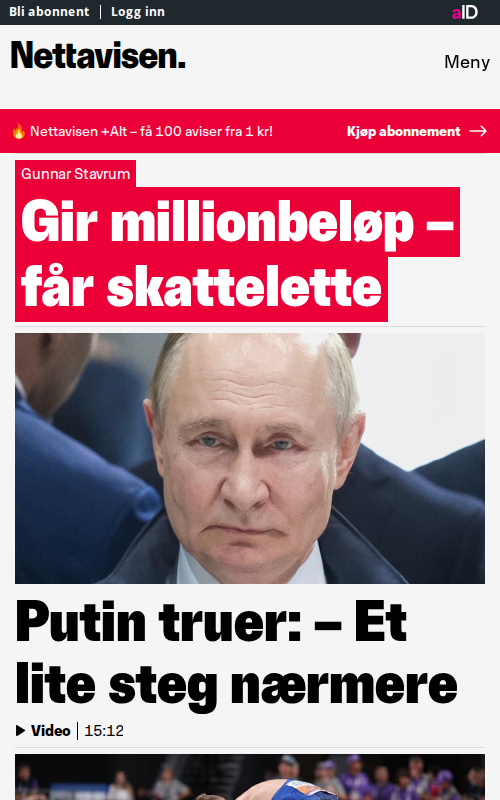 Bli abonnent | Logg inn
aID
Nettavisen.
Meny
🔥 Nettavisen +Alt – få 100 aviser fra 1 kr!
Kjøp abonnement →
Gunnar Stavrum
Gir millionbeløp –
får skattelette
Putin truer: – Et
lite steg nærmere
Video | 15:12